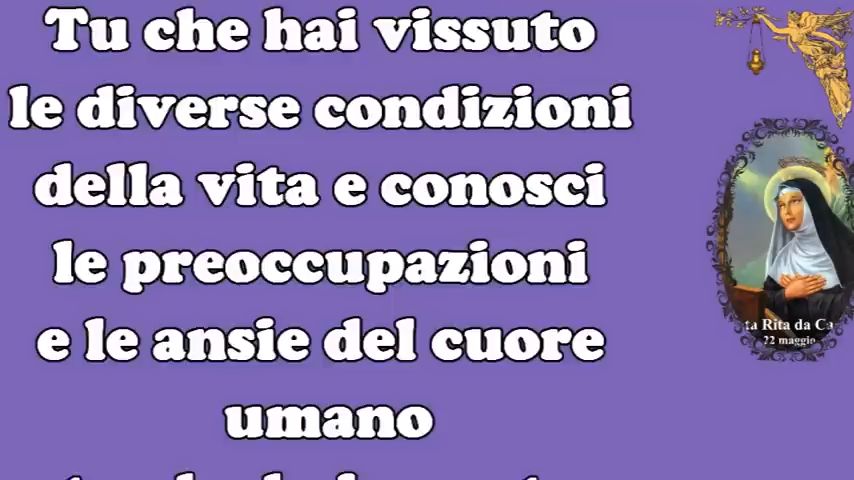 Tu che hai vissuto
le diverse condizioni
della vita e conosci
le preoccupazioni
e le ansie del cuore
umano
ta Rita da Ca
22 maggio